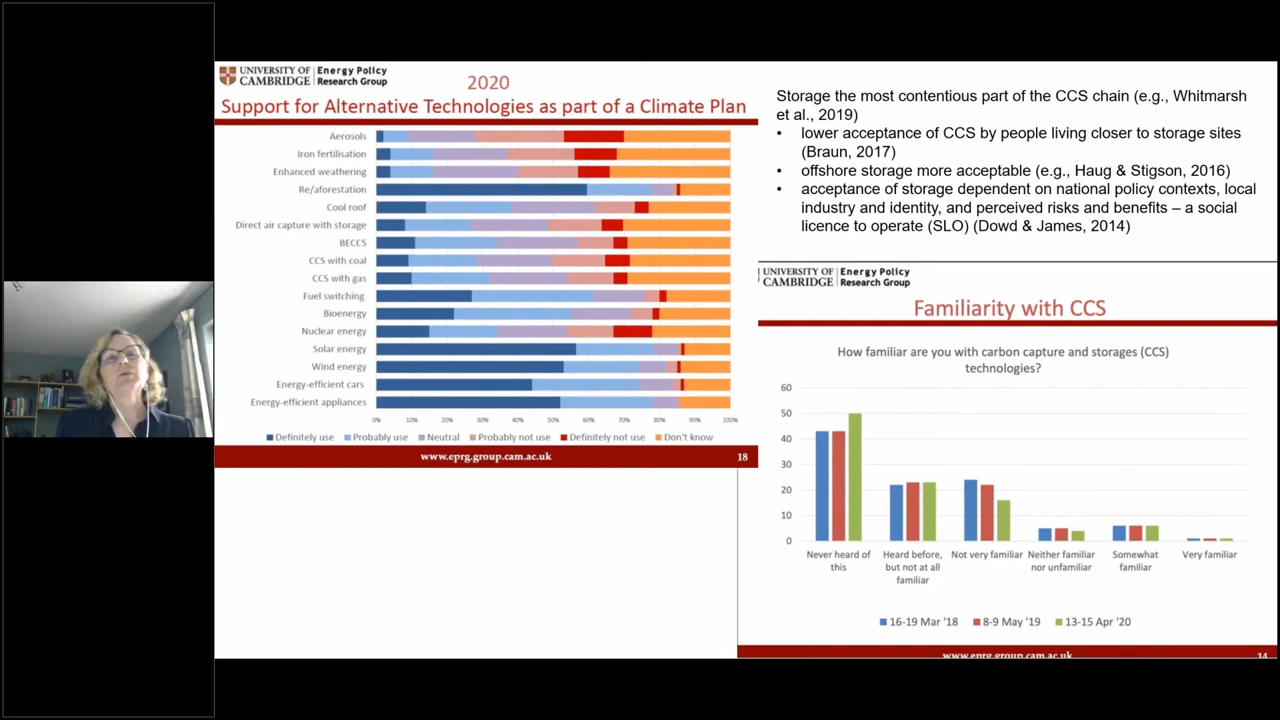 UNIVERSITY OF CAMBRIDGE | Energy Policy Research Group
2020
Support for Alternative Technologies as part of a Climate Plan
Aerosols
Iron fertilisation
Enhanced weathering
Re/aforestation
Cool roof
Direct air capture with storage
BECCS
CCS with coal
CCS with gas
Fuel switching
Bioenergy
Nuclear energy
Solar energy
Wind energy
Energy-efficient cars
Energy-efficient appliances
0% 10% 20% 30% 40% 50% 60% 70% 80% 90% 100%
Definitely use Probably use Neutral Probably not use Definitely not use Don't know
www.eprg.group.cam.ac.uk 18
Storage the most contentious part of the CCS chain (e.g., Whitmarsh
et al., 2019)
• lower acceptance of CCS by people living closer to storage sites
(Braun, 2017)
• offshore storage more acceptable (e.g., Haug & Stigson, 2016)
• acceptance of storage dependent on national policy contexts, local
industry and identity, and perceived risks and benefits – a social
licence to operate (SLO) (Dowd & James, 2014)
UNIVERSITY OF CAMBRIDGE | Energy Policy Research Group
Familiarity with CCS
How familiar are you with carbon capture and storages (CCS)
technologies?
60
50
40
30
20
10
0
Never heard of this
Heard before, but not at all familiar
Not very familiar
Neither familiar nor unfamiliar
Somewhat familiar
Very familiar
16-19 Mar '18 8-9 May '19 13-15 Apr '20
www.eprg.group.cam.ac.uk 14